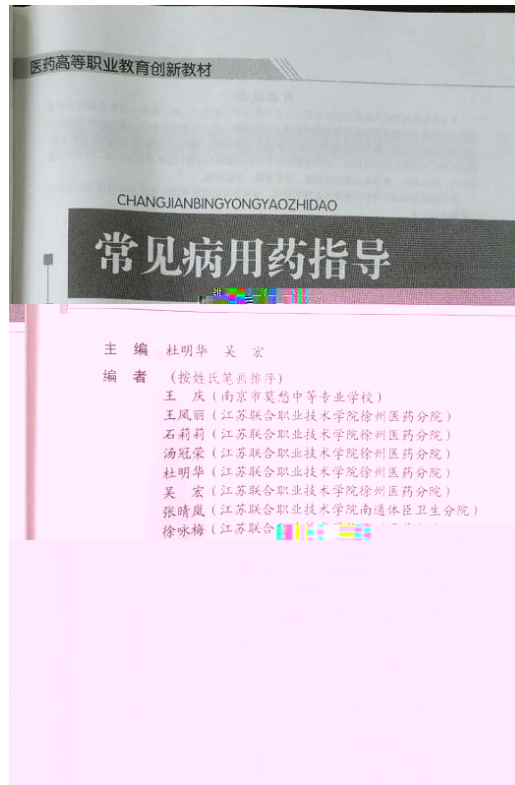 医药高等职业教育创新教材
CHANGJIANBINGYONGYAOZHIDAO
常见病用药指导
主 编 杜明华 吴 宏
编 者 (按姓氏笔画排序)
王 庆(南京市莫愁中等专业学校)
王凤丽(江苏联合职业技术学院徐州医药分院)
石莉莉(江苏联合职业技术学院徐州医药分院)
汤冠荣(江苏联合职业技术学院徐州医药分院)
杜明华(江苏联合职业技术学院徐州医药分院)
吴 宏(江苏联合职业技术学院徐州医药分院)
张晴岚(江苏联合职业技术学院南通体臣卫生分院)
徐咏梅(江苏联合